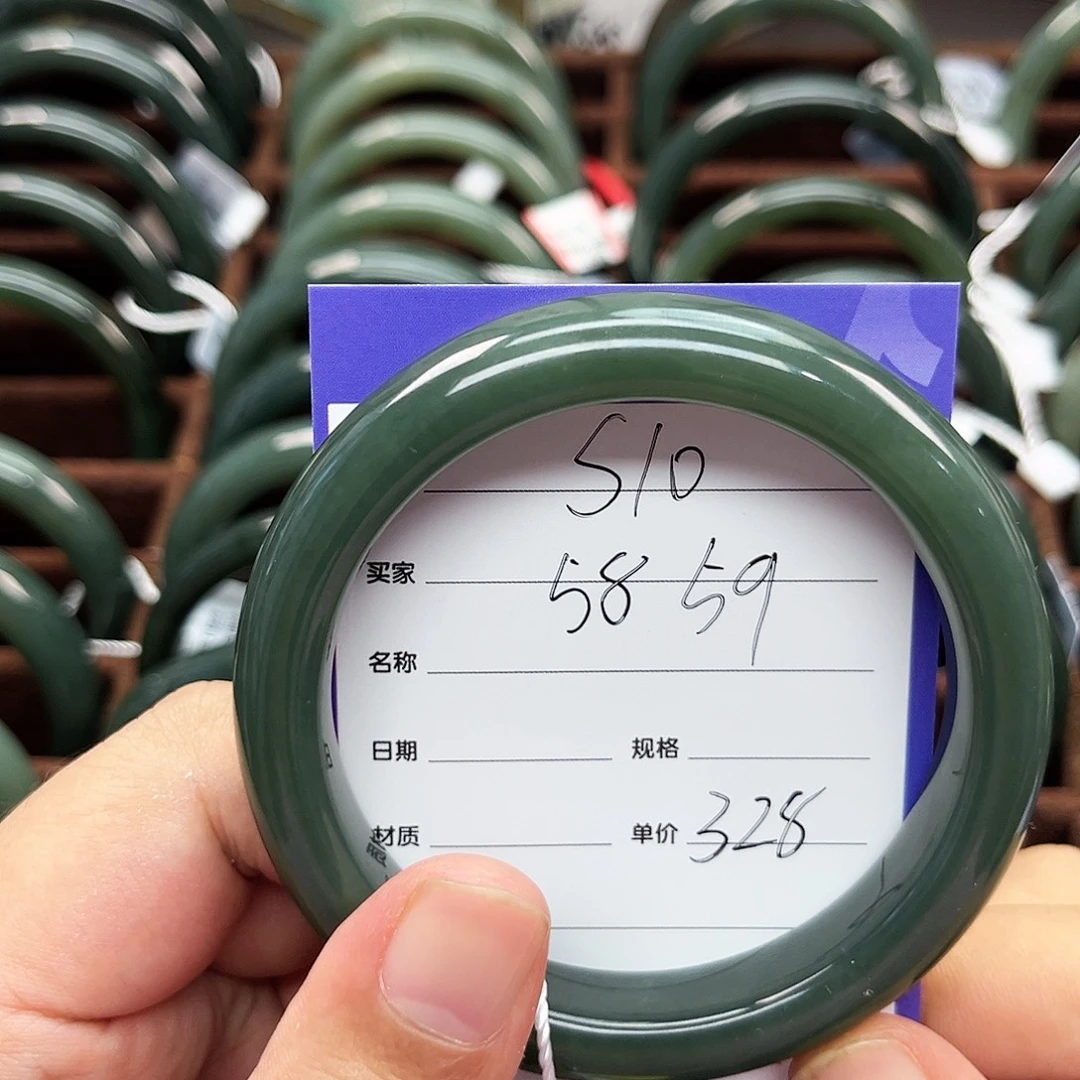 510
买家 58 59
名称
日期 规格
材质 单价 328